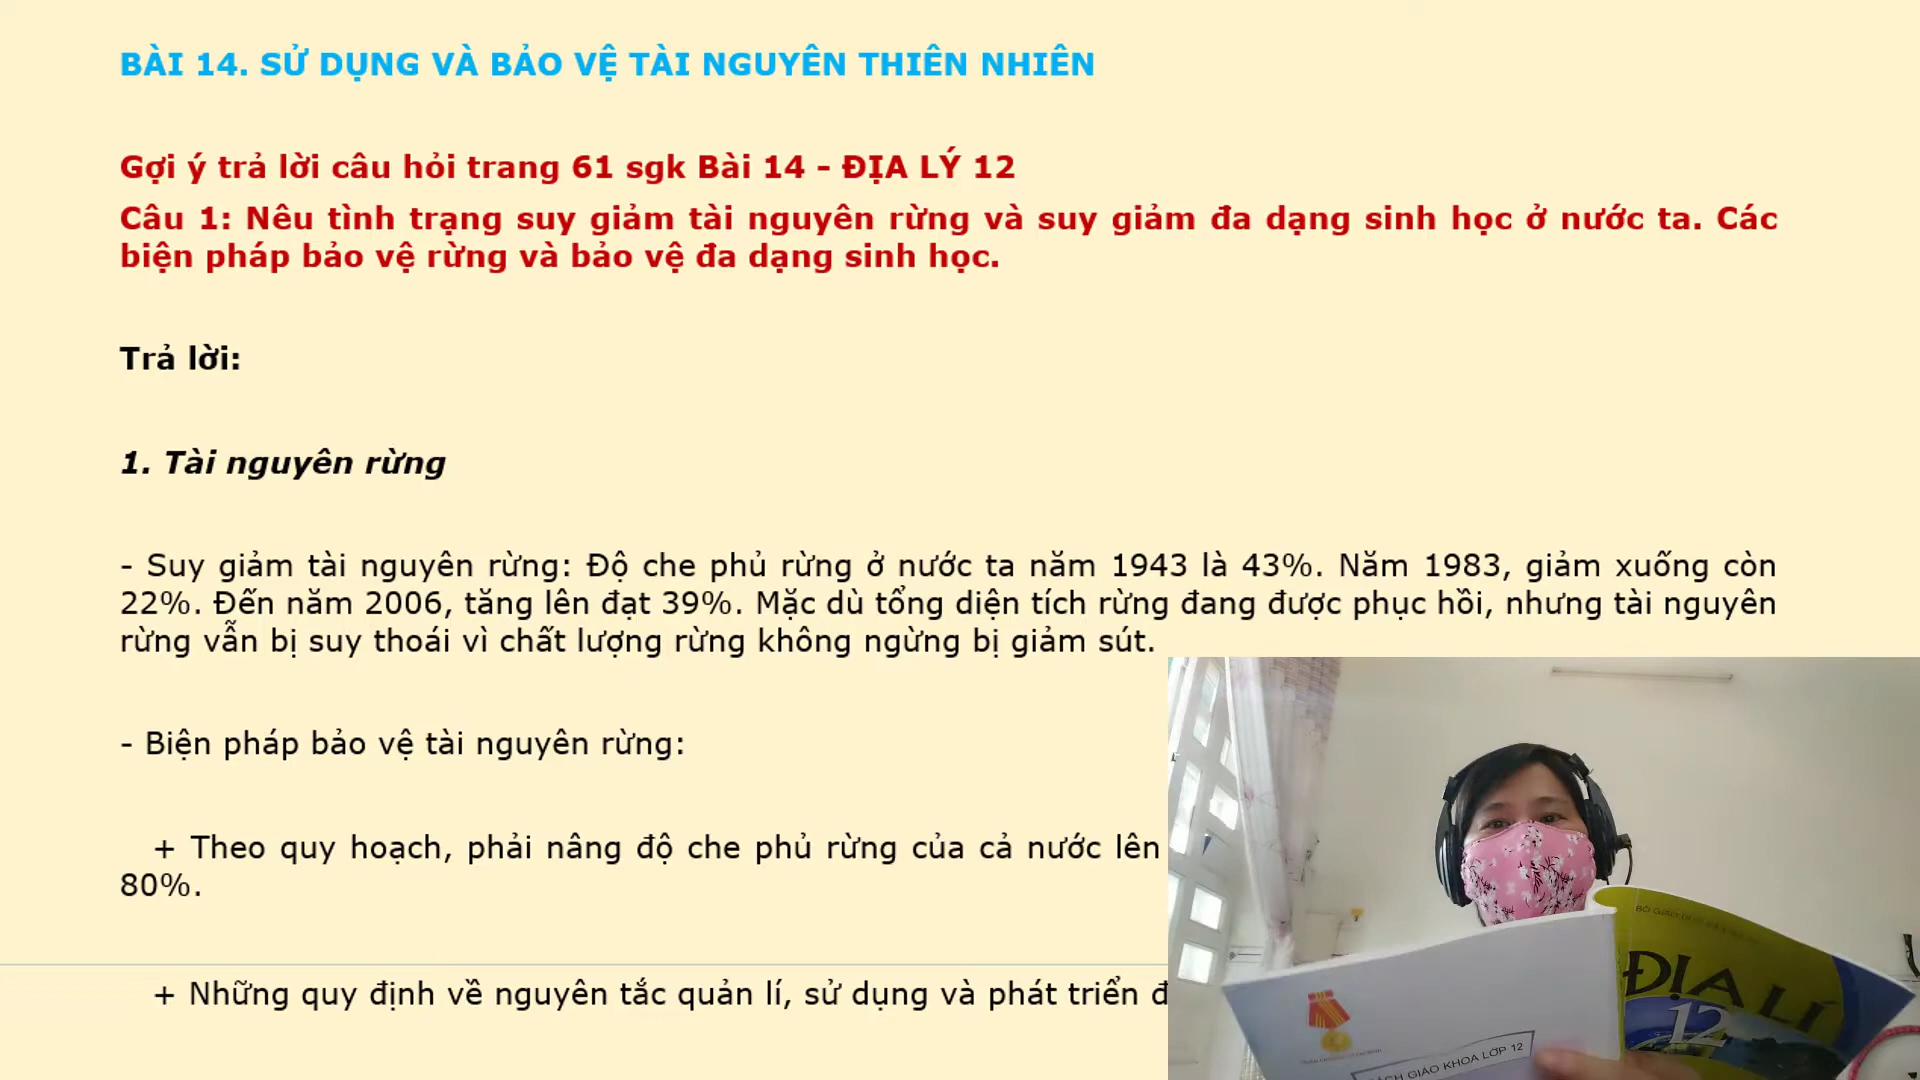 BÀI 14. SỬ DỤNG VÀ BẢO VỆ TÀI NGUYÊN THIÊN NHIÊN
Gợi ý trả lời câu hỏi trang 61 sgk Bài 14 - ĐỊA LÝ 12
Câu 1: Nêu tình trạng suy giảm tài nguyên rừng và suy giảm đa dạng sinh học ở nước ta. Các
biện pháp bảo vệ rừng và bảo vệ đa dạng sinh học.
Trả lời:
1. Tài nguyên rừng
- Suy giảm tài nguyên rừng: Độ che phủ rừng ở nước ta năm 1943 là 43%. Năm 1983, giảm xuống còn
22%. Đến năm 2006, tăng lên đạt 39%. Mặc dù tổng diện tích rừng đang được phục hồi, nhưng tài nguyên
rừng vẫn bị suy thoái vì chất lượng rừng không ngừng bị giảm sút.
- Biện pháp bảo vệ tài nguyên rừng:
+ Theo quy hoạch, phải nâng độ che phủ rừng của cả nước lên
80%.
+ Những quy định về nguyên tắc quản lí, sử dụng và phát triển
ĐỊA LÍ
12
GIÁO KHOA LỚP 12